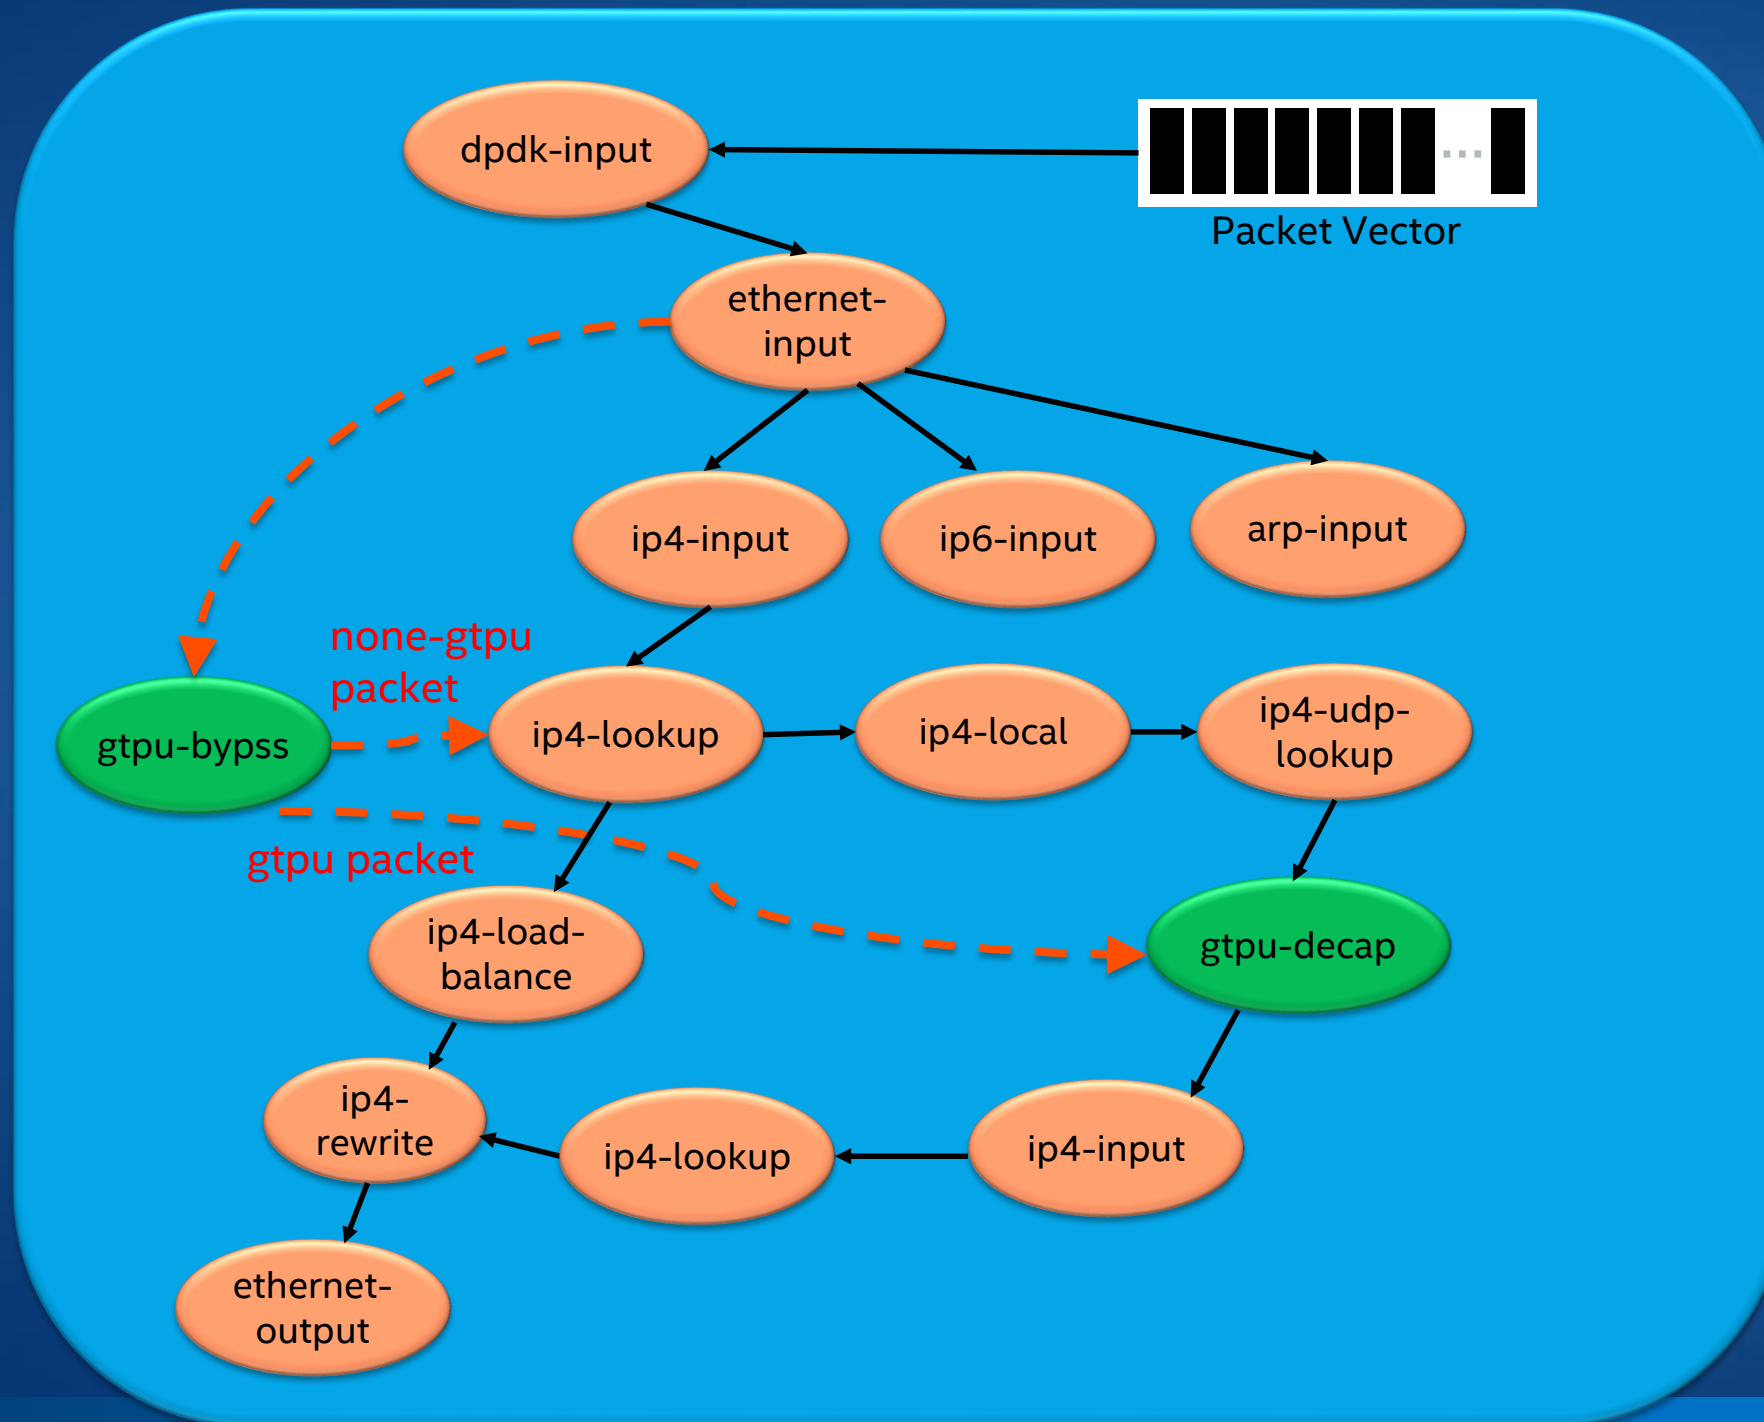 dpdk-input
Packet Vector
ethernet-
input
ip4-input
ip6-input
arp-input
none-gtpu
packet
gtpu-bypss
ip4-lookup
ip4-local
ip4-udp-
lookup
gtpu packet
ip4-load-
balance
gtpu-decap
ip4-
rewrite
ip4-lookup
ip4-input
ethernet-
output